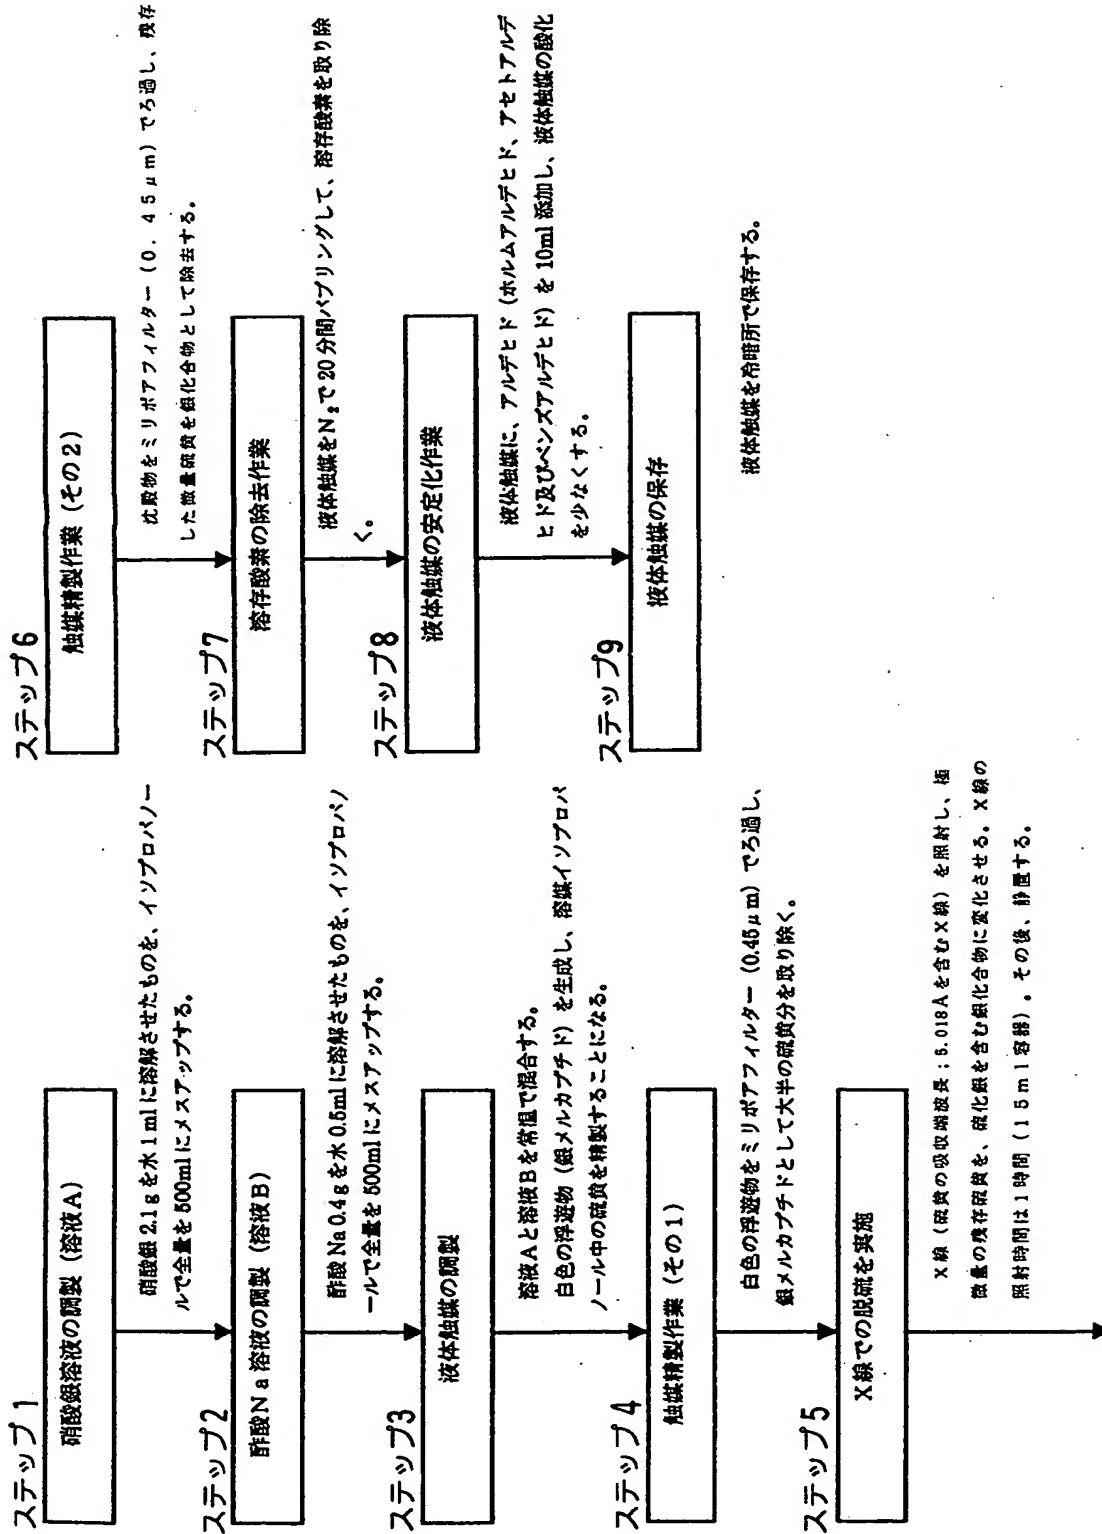 ステップ1
硝酸銀溶液の調製（溶液A）
硝酸銀 2.1g を水 1ml に溶解させたものを、イソプロパノー
ルで全量を 500ml にメスアップする。
ステップ2
酢酸Ｎａ溶液の調製（溶液B）
酢酸 Na 0.4g を水 0.5ml に溶解させたものを、イソプロパノ
ールで全量を 500ml にメスアップする。
ステップ3
液体触媒の調製
溶液Aと溶液Bを常温で混合する。
白色の浮遊物（銀メルカプチド）を生成し、溶媒イソプロパ
ノール中の硫黄を精製することになる。
ステップ4
触媒精製作業（その１）
白色の浮遊物をミリポアフィルター（0.45μm）でろ過し、
銀メルカプチドとして大半の硫黄分を取り除く。
ステップ5
X線での脱硫を実施
X線（硫黄の吸収端波長；5.018Aを含むX線）を照射し、極
微量の残存硫黄を、硫化銀を含む銀化合物に変化させる。X線の
照射時間は1時間（15ml容器）。その後、静置する。
ステップ6
触媒精製作業（その２）
沈殿物をミリポアフィルター（0.45μm）でろ過し、残存
した微量硫黄を銀化合物として除去する。
ステップ7
溶存酸素の除去作業
液体触媒をN₂で20分間バブリングして、溶存酸素を取り除
く。
ステップ8
液体触媒の安定化作業
液体触媒に、アルデヒド（ホルムアルデヒド、アセトアルデ
ヒド及びベンズアルデヒド）を 10ml 添加し、液体触媒の酸化
を少なくする。
ステップ9
液体触媒の保存
液体触媒を冷暗所で保存する。